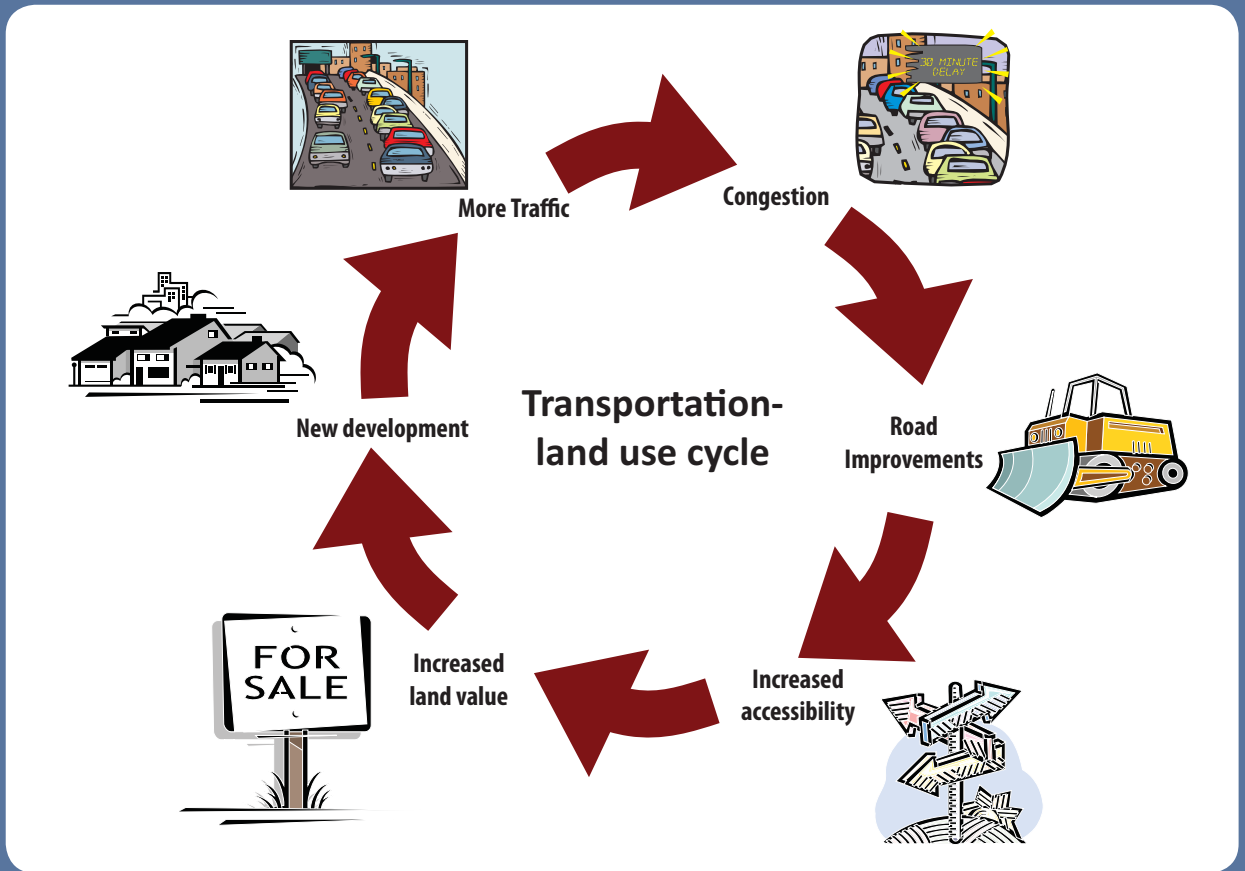 30 MINUTE
DELAY
More Traffic
Congestion
New development
Transportation-
land use cycle
Road
Improvements
FOR
SALE
Increased
land value
Increased
accessibility